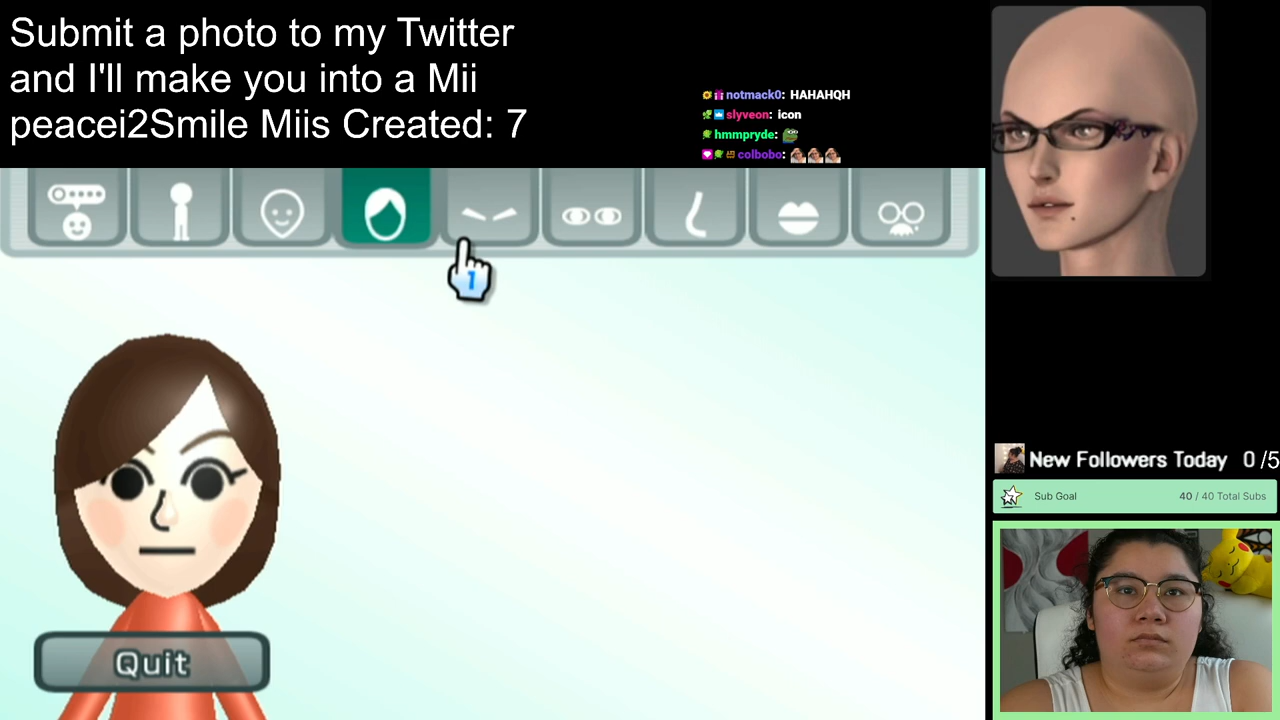 Submit a photo to my Twitter
and I'll make you into a Mii
peacei2Smile Miis Created: 7
notmack0: HAHAHQH
slyveon: icon
hmmpryde:
colbobo:
1
Quit
New Followers Today 0 /5
Sub Goal 40 / 40 Total Subs